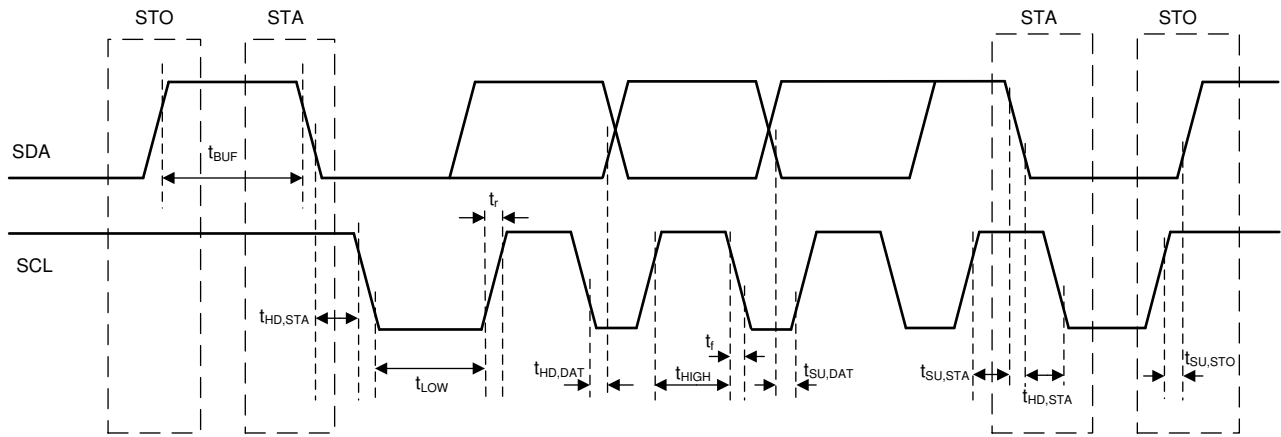 STO
STA
STA
STO
SDA
tBUF
tr
SCL
tHD,STA
tLOW
tHD,DAT
tHIGH
tf
tSU,DAT
tSU,STA
tHD,STA
tSU,STO